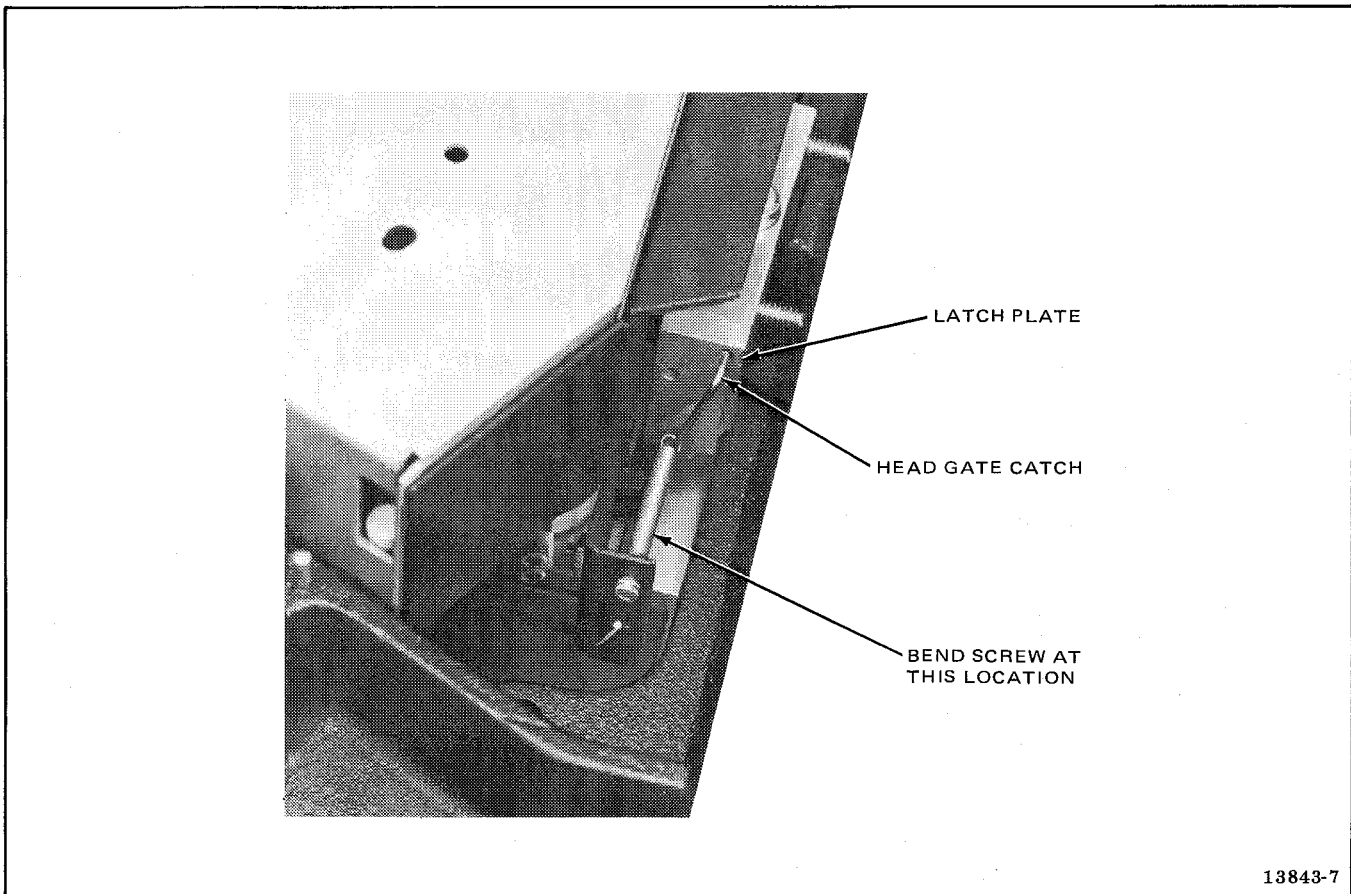 LATCH PLATE
HEAD GATE CATCH
BEND SCREW AT
THIS LOCATION
13843-7